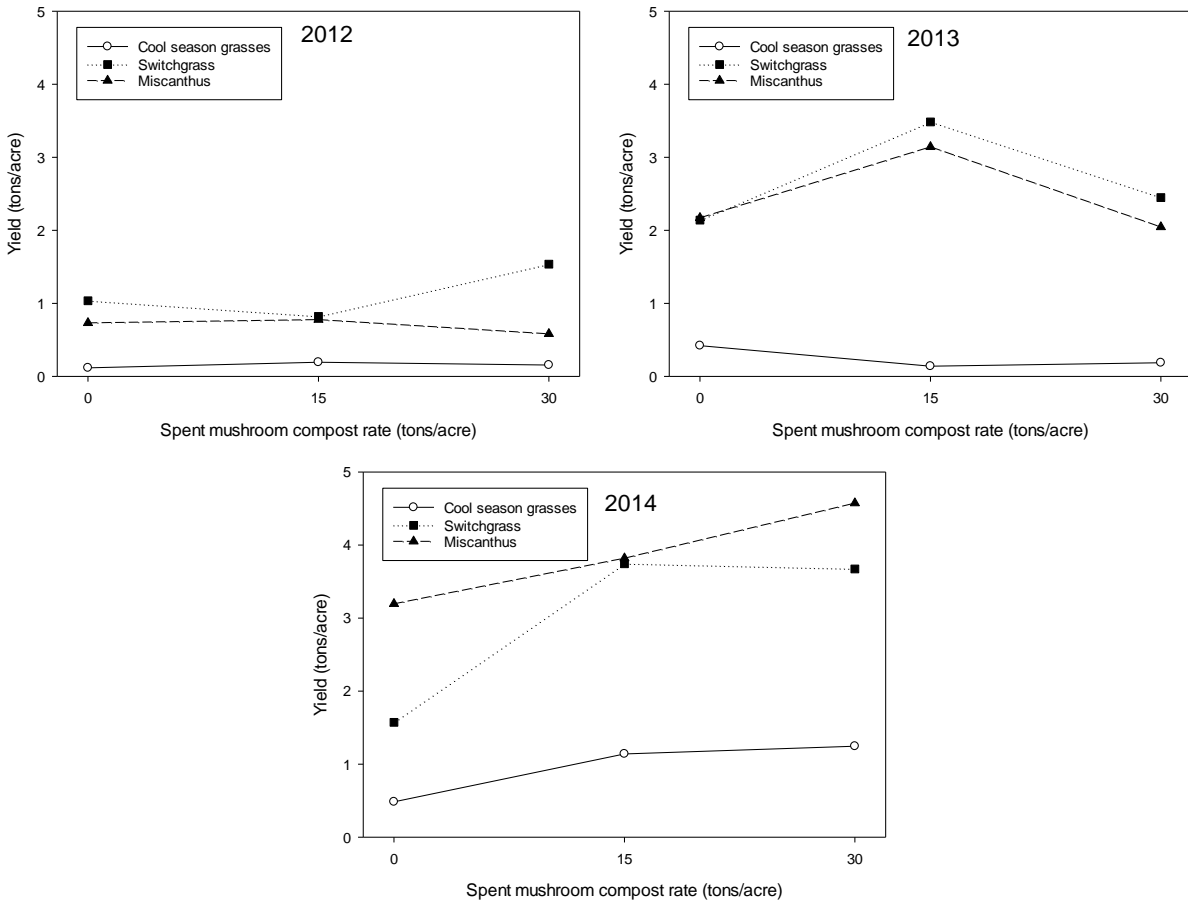 2012
Cool season grasses
Switchgrass
Miscanthus
Yield (tons/acre)
5
4
3
2
1
0
0 15 30
Spent mushroom compost rate (tons/acre)
2013
Cool season grasses
Switchgrass
Miscanthus
Yield (tons/acre)
5
4
3
2
1
0
0 15 30
Spent mushroom compost rate (tons/acre)
2014
Cool season grasses
Switchgrass
Miscanthus
Yield (tons/acre)
5
4
3
2
1
0
0 15 30
Spent mushroom compost rate (tons/acre)